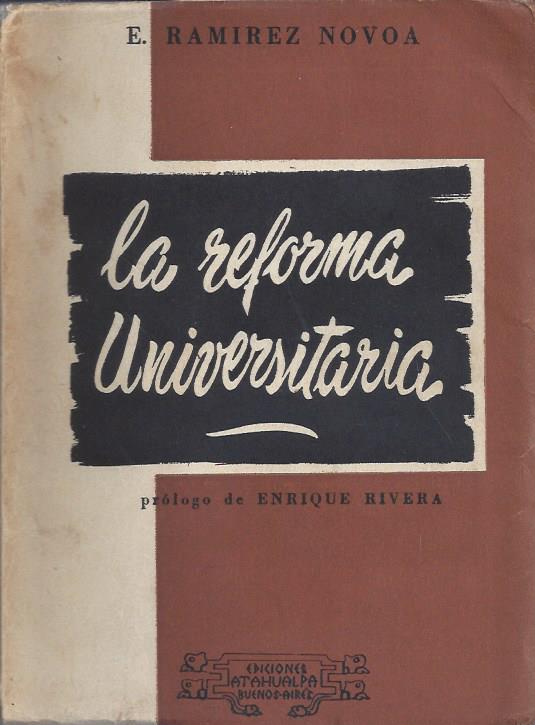 E. RAMIREZ NOVOA
la reforma
Universitaria
prólogo de ENRIQUE RIVERA
EDICIONES
ATAHUALPA
BUENOS-AIRES